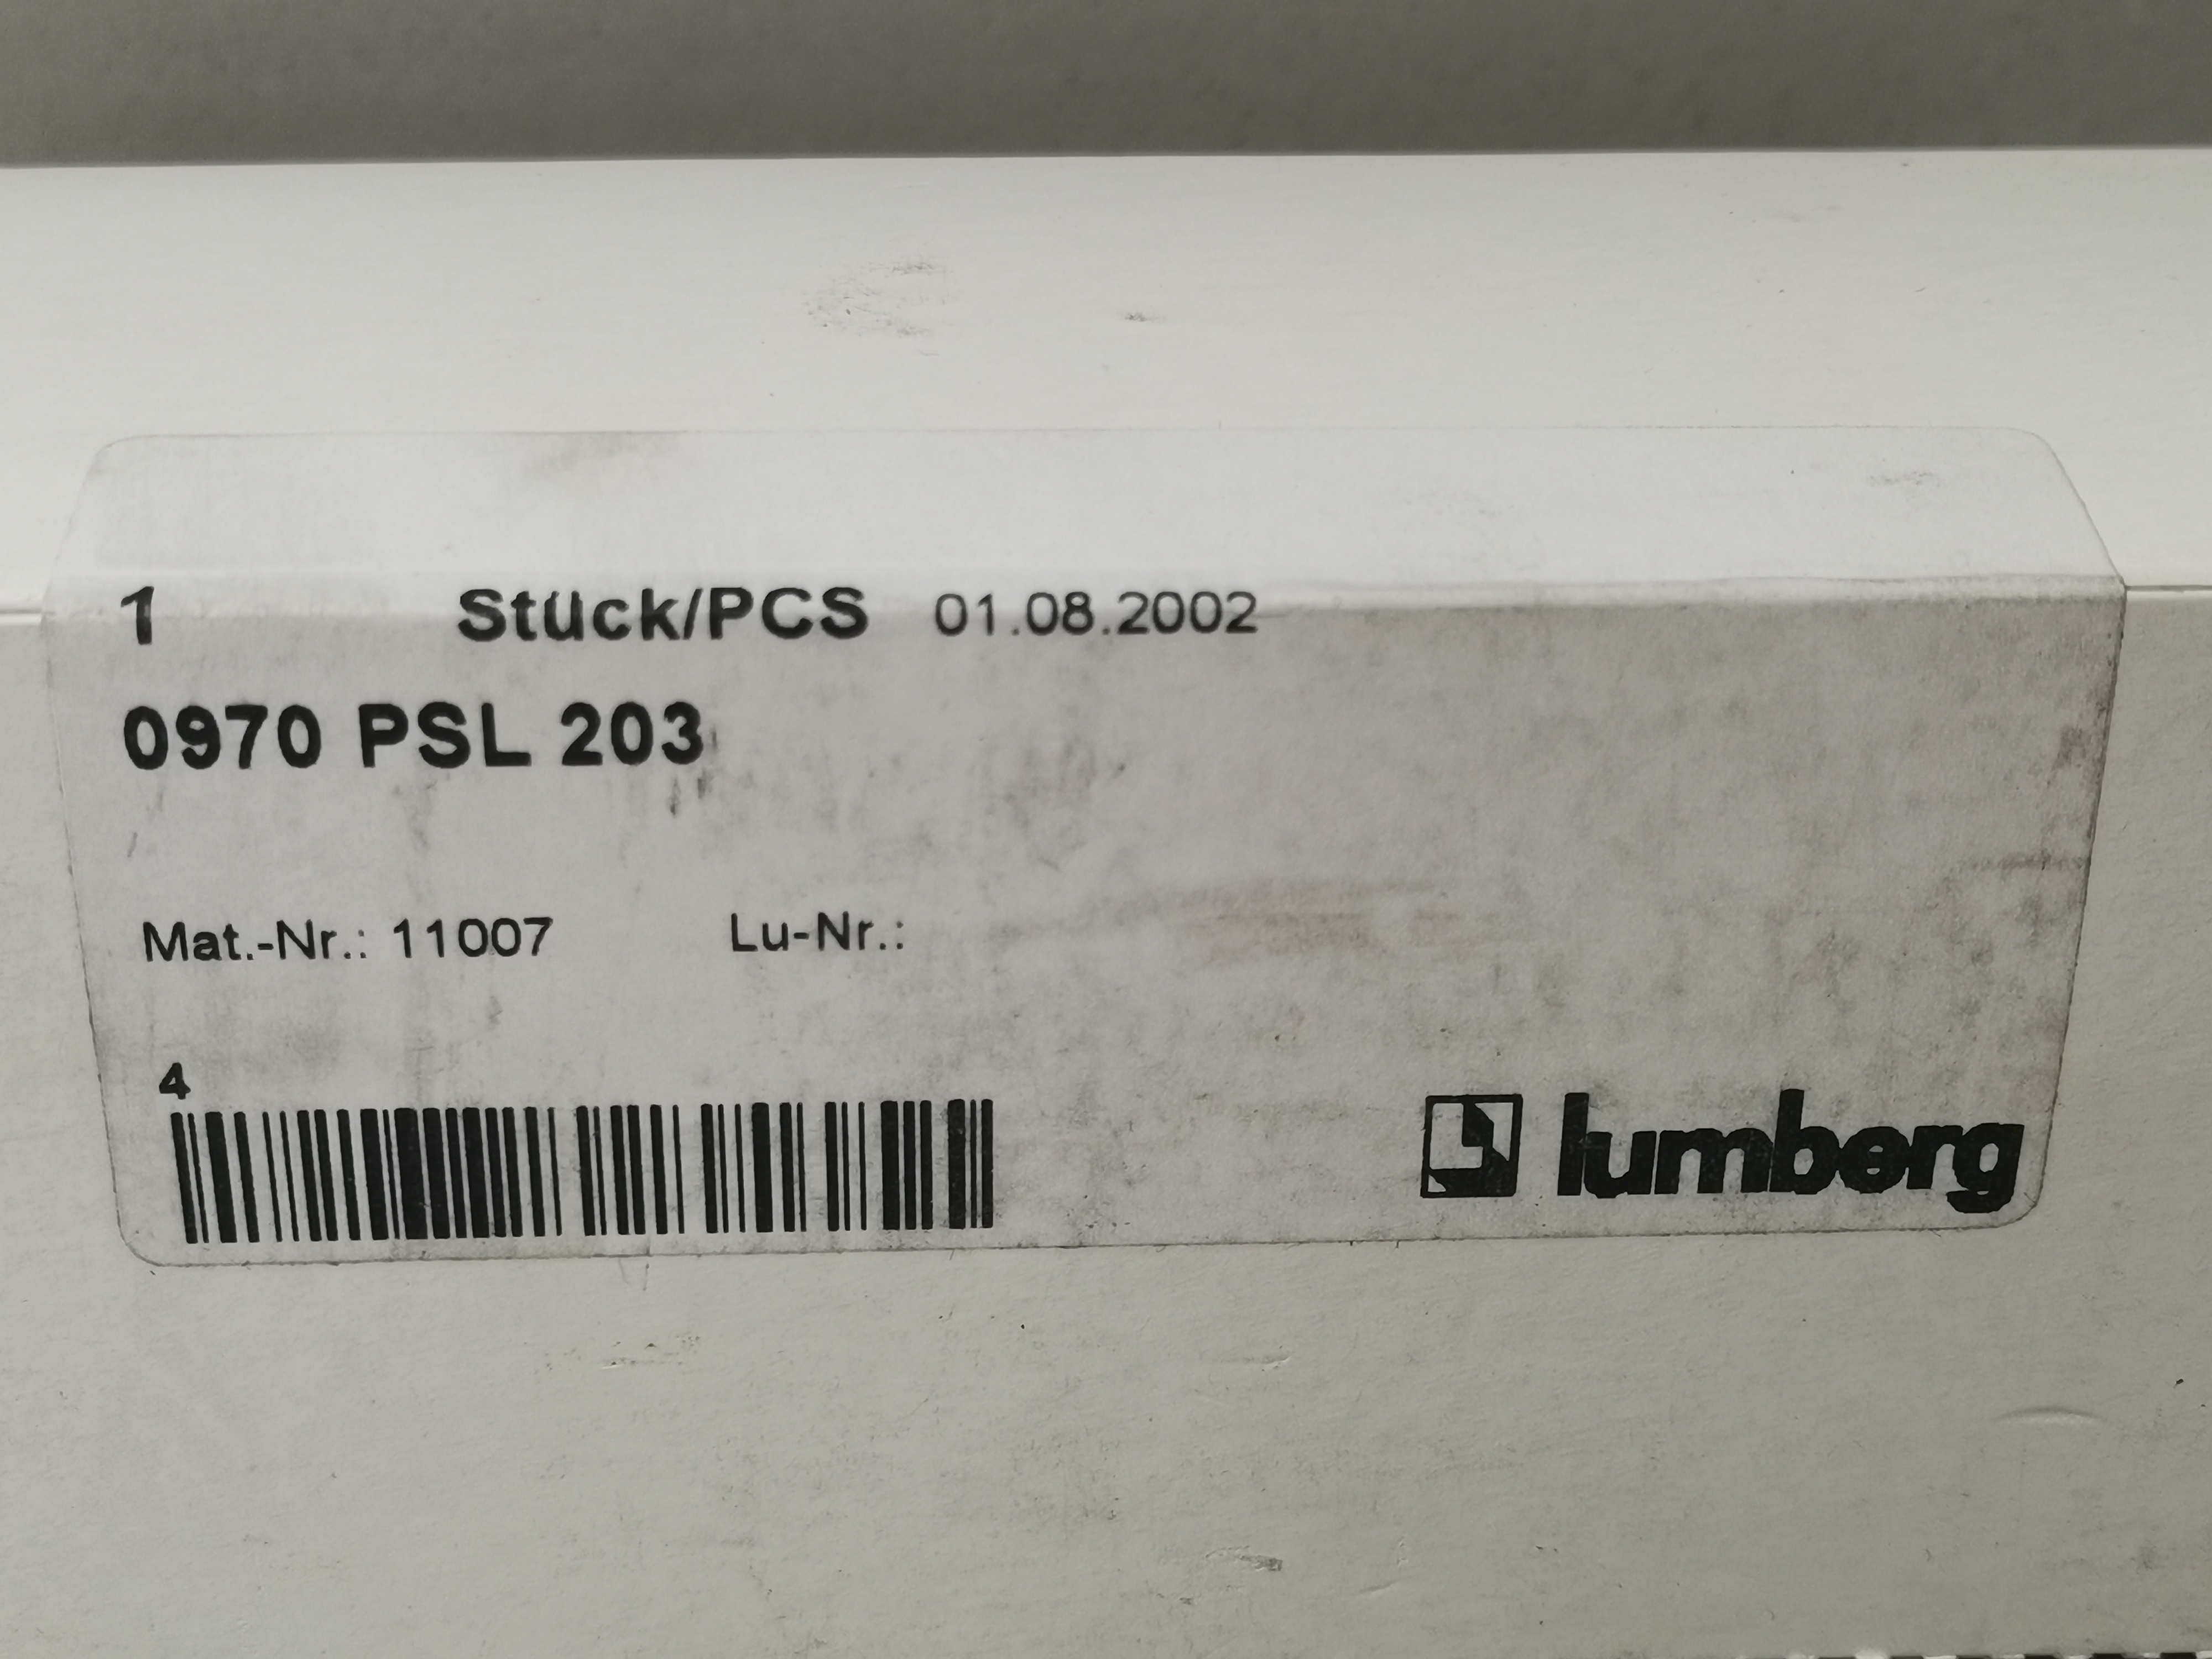 1 Stück/PCS 01.08.2002
0970 PSL 203
Mat.-Nr.: 11007 Lu-Nr.:
4
lumberg